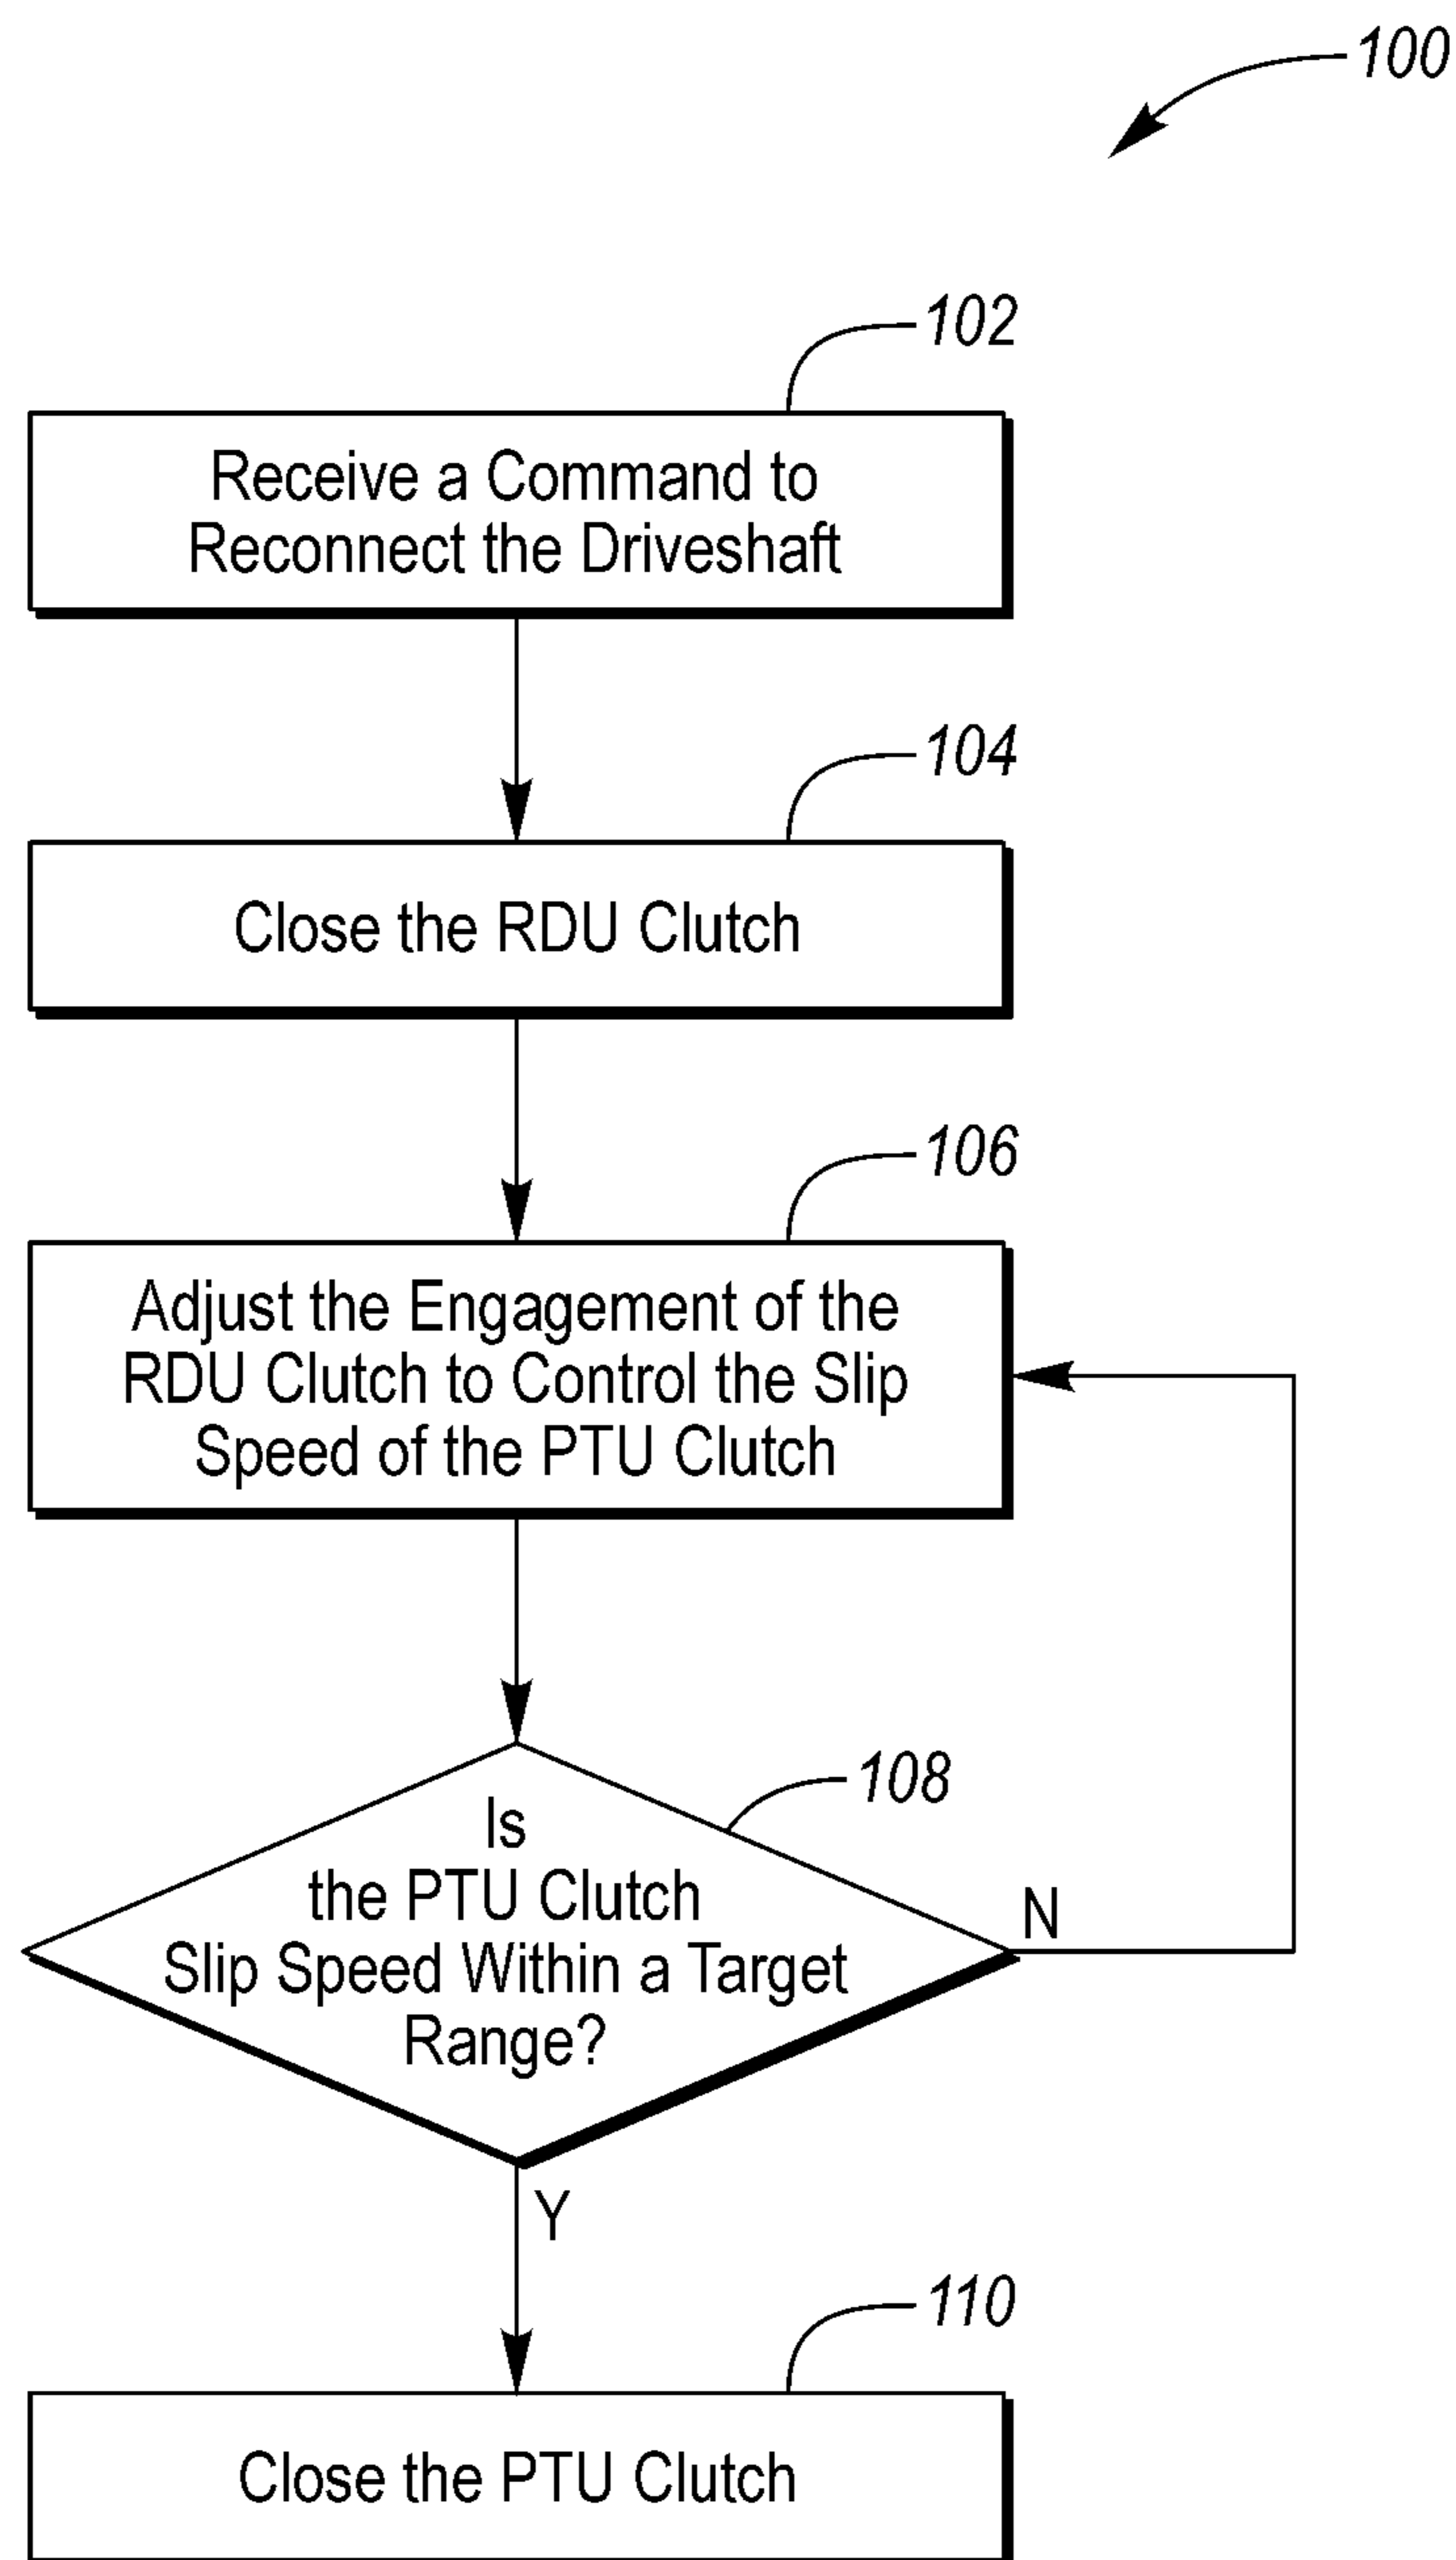 100
102
Receive a Command to
Reconnect the Driveshaft
104
Close the RDU Clutch
106
Adjust the Engagement of the
RDU Clutch to Control the Slip
Speed of the PTU Clutch
108
Is
the PTU Clutch
Slip Speed Within a Target
Range?
N
Y
110
Close the PTU Clutch